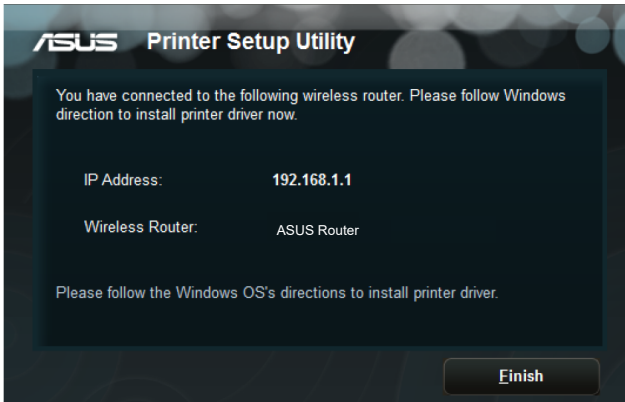 ASUS Printer Setup Utility
You have connected to the following wireless router. Please follow Windows
direction to install printer driver now.
IP Address: 192.168.1.1
Wireless Router: ASUS Router
Please follow the Windows OS's directions to install printer driver.
Finish